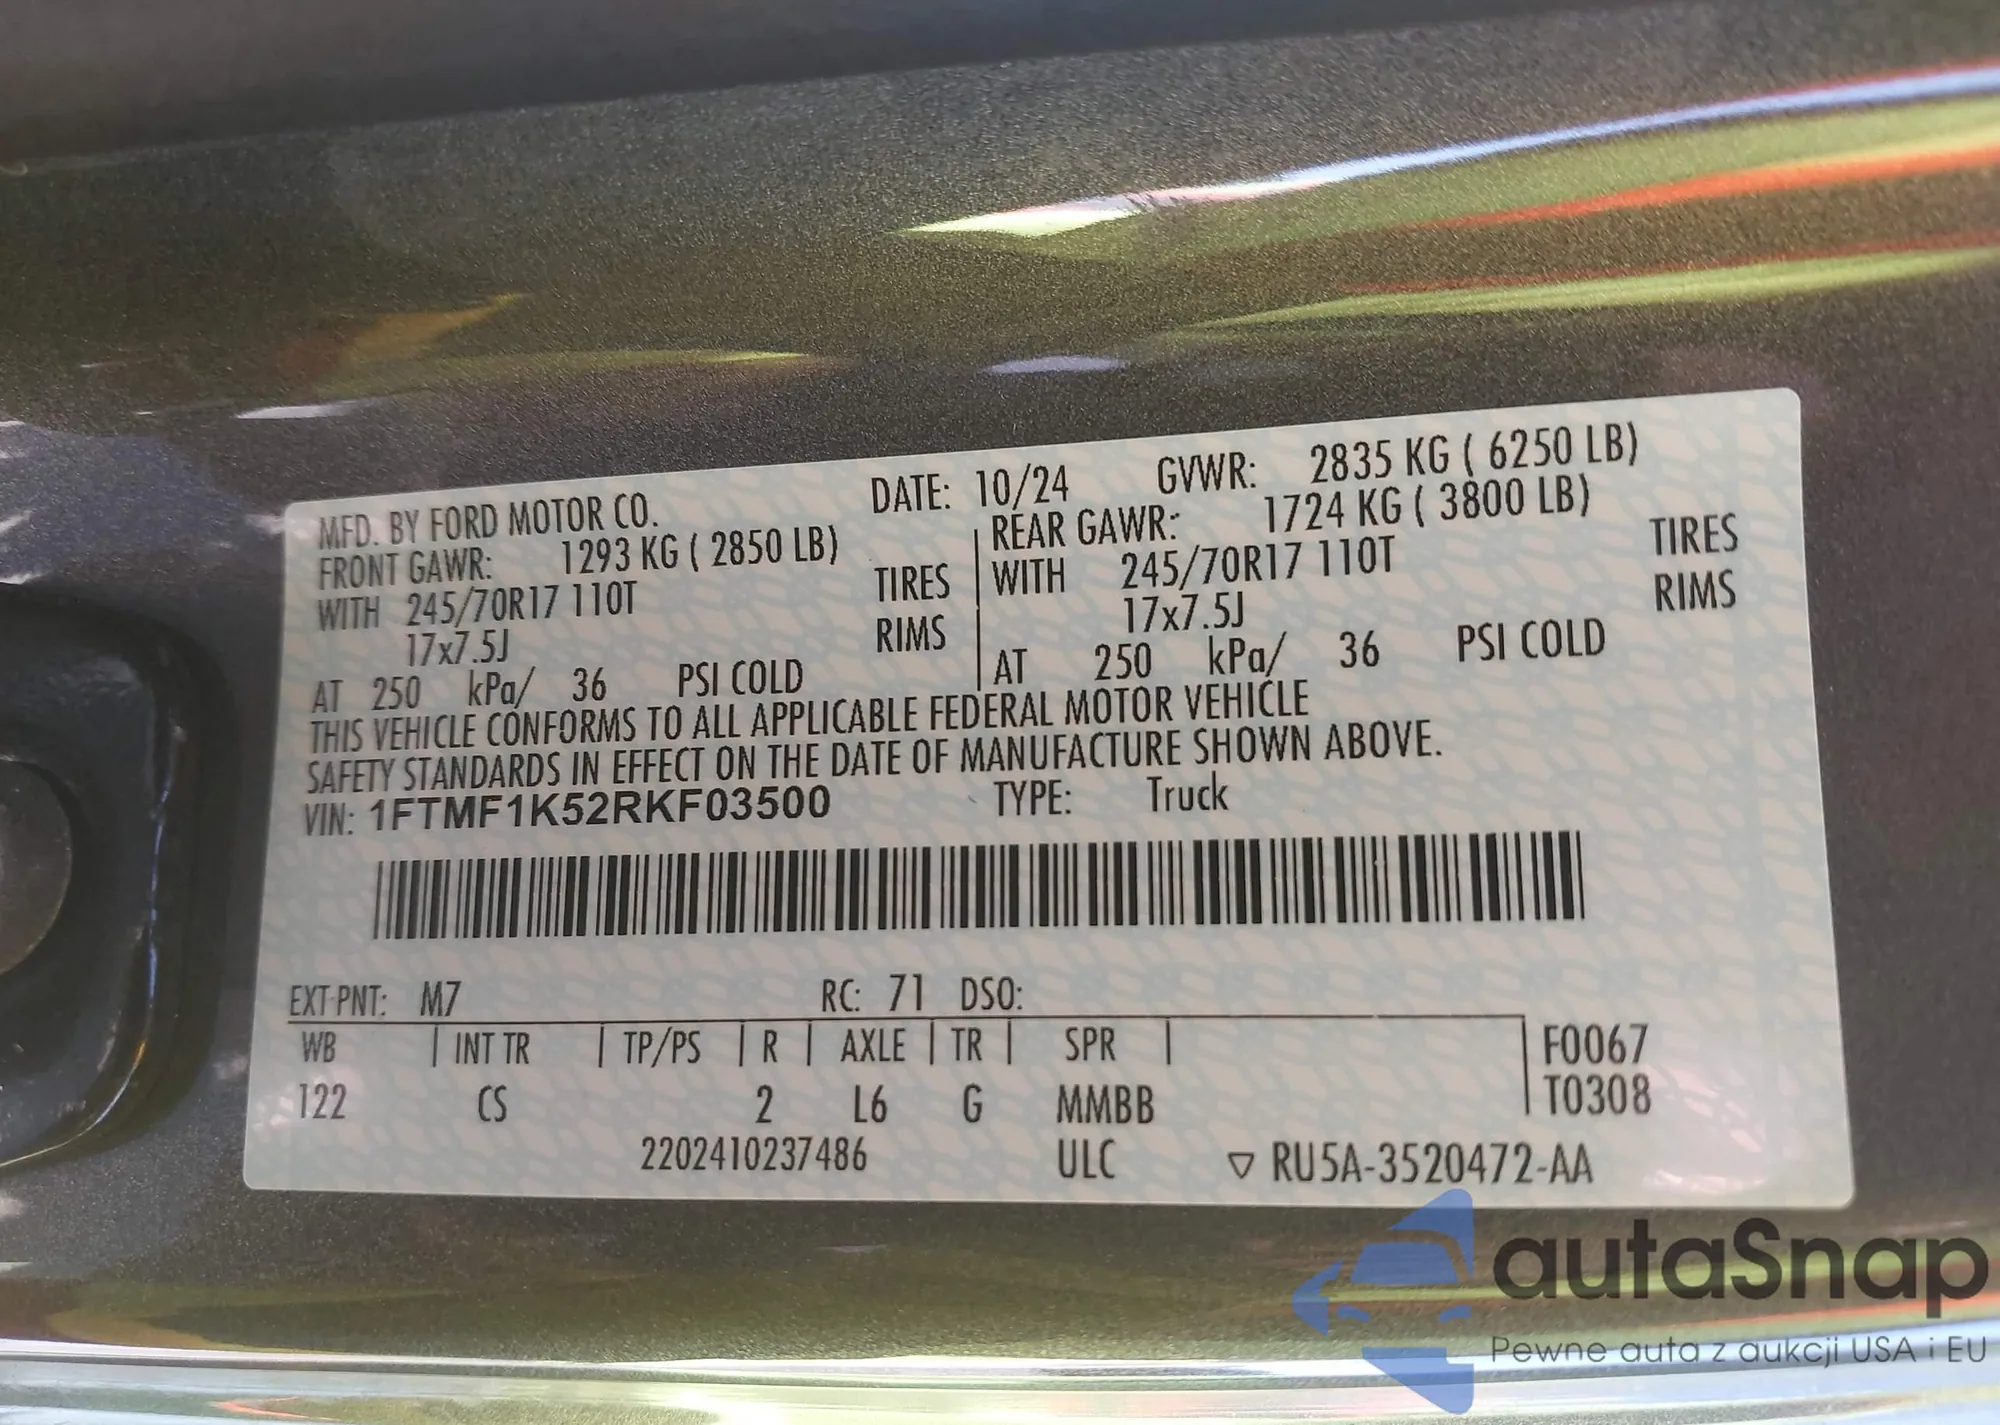 MFD. BY FORD MOTOR CO. DATE: 10/24 GVWR: 2835 KG ( 6250 LB)
FRONT GAWR: 1293 KG ( 2850 LB) REAR GAWR: 1724 KG ( 3800 LB)
WITH 245/70R17 110T TIRES WITH 245/70R17 110T TIRES
17x7.5J RIMS 17x7.5J RIMS
AT 250 kPa/ 36 PSI COLD AT 250 kPa/ 36 PSI COLD
THIS VEHICLE CONFORMS TO ALL APPLICABLE FEDERAL MOTOR VEHICLE
SAFETY STANDARDS IN EFFECT ON THE DATE OF MANUFACTURE SHOWN ABOVE.
VIN: 1FTMF1K52RKF03500 TYPE: Truck
EXT PNT: M7 RC: 71 DSO:
WB INT TR TP/PS R AXLE TR SPR F0067
122 CS 2 L6 G MMBB T0308
2202410237486 ULC ▽ RU5A-3520472-AA
autaSnap
Pewne auta z aukcji USA i EU